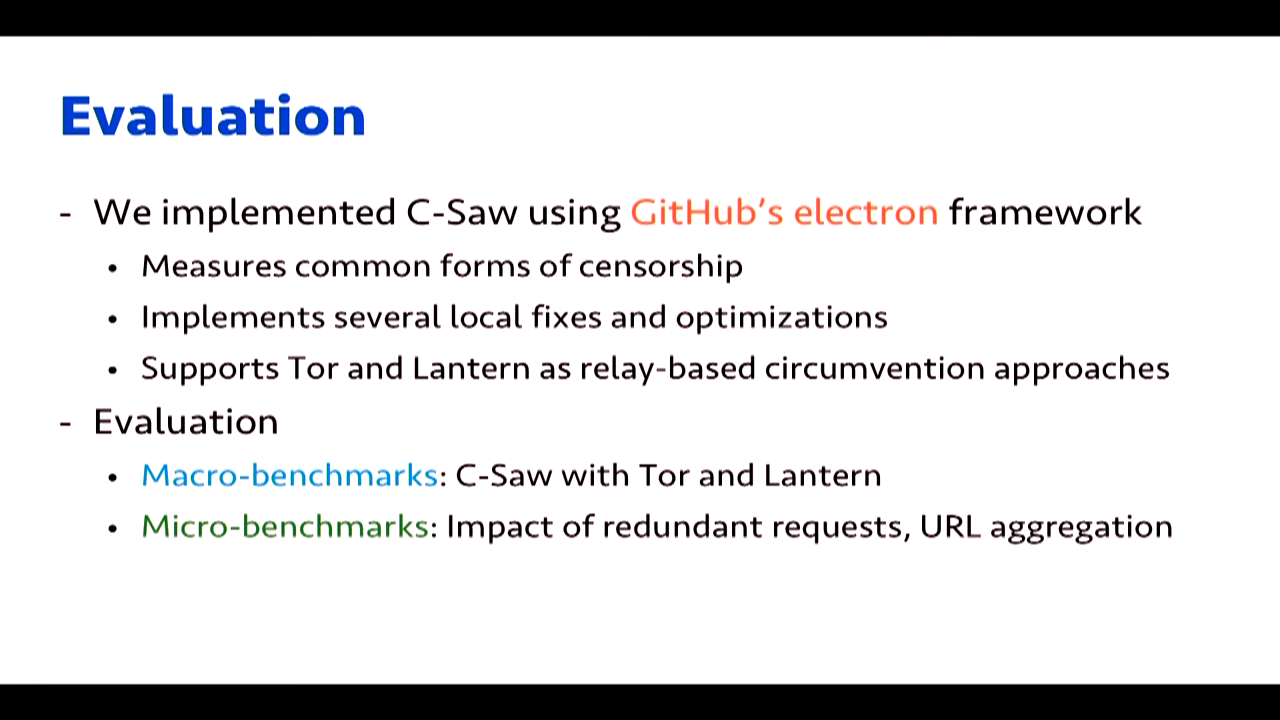 Evaluation
- We implemented C-Saw using GitHub’s electron framework
• Measures common forms of censorship
• Implements several local fixes and optimizations
• Supports Tor and Lantern as relay-based circumvention approaches
- Evaluation
• Macro-benchmarks: C-Saw with Tor and Lantern
• Micro-benchmarks: Impact of redundant requests, URL aggregation